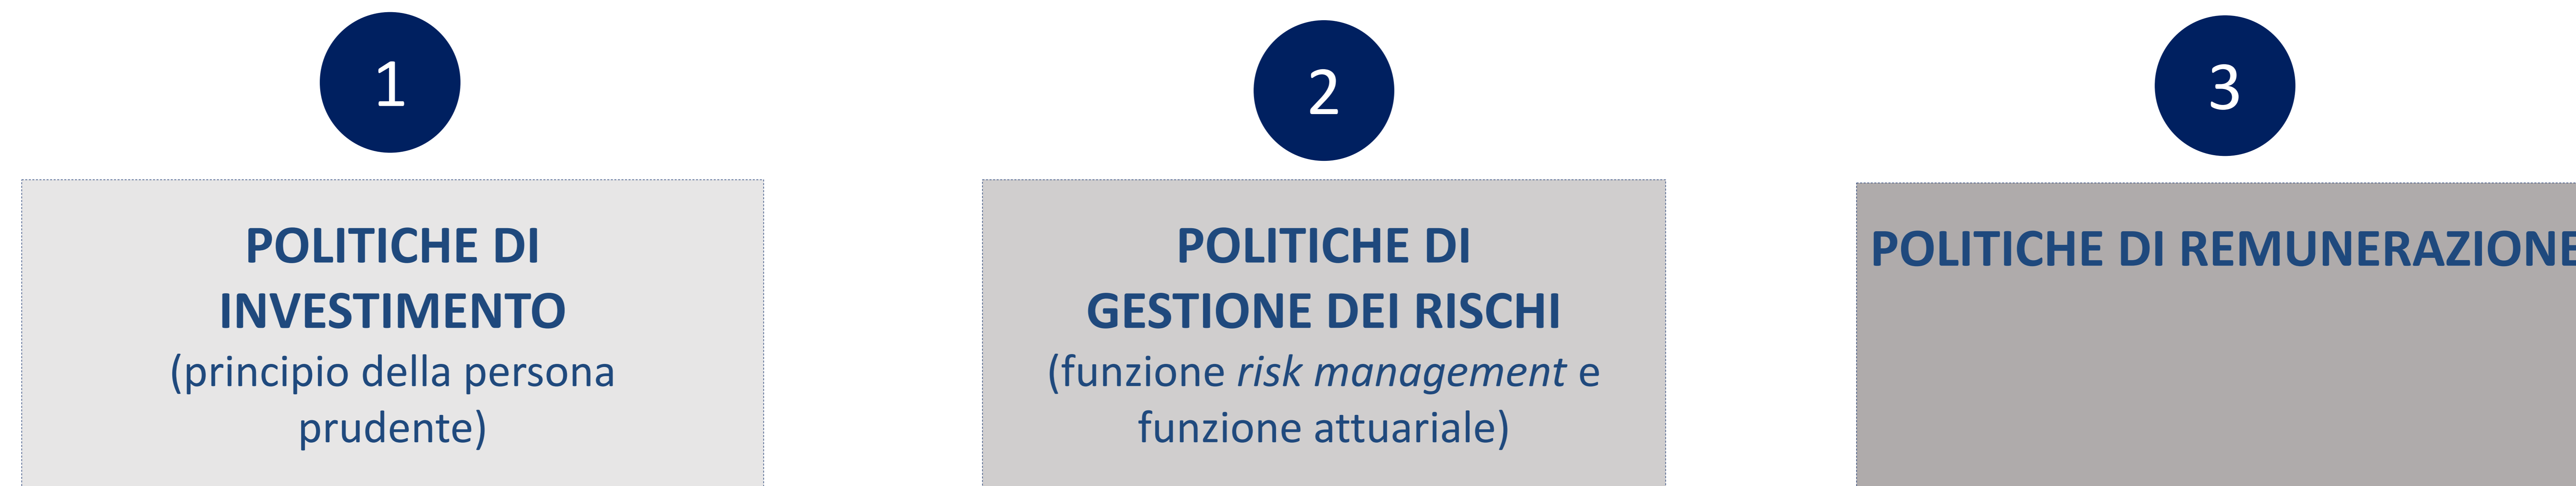 1
POLITICHE DI
INVESTIMENTO
(principio della persona
prudente)
2
POLITICHE DI
GESTIONE DEI RISCHI
(funzione risk management e
funzione attuariale)
3
POLITICHE DI REMUNERAZIONE